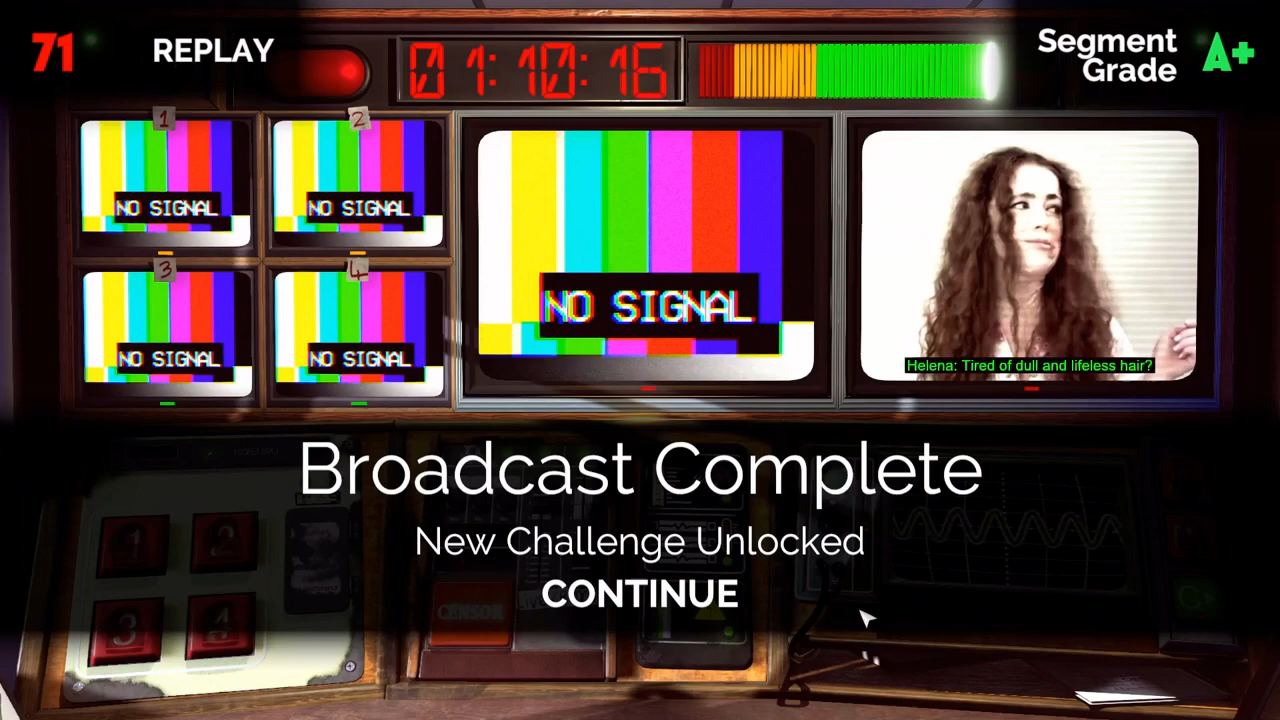 71
REPLAY
01:10:16
Segment
Grade
A+
1
2
NO SIGNAL
NO SIGNAL
3
4
NO SIGNAL
NO SIGNAL
NO SIGNAL
Helena: Tired of dull and lifeless hair?
Broadcast Complete
New Challenge Unlocked
CONTINUE
1
2
3
4
CENSOR